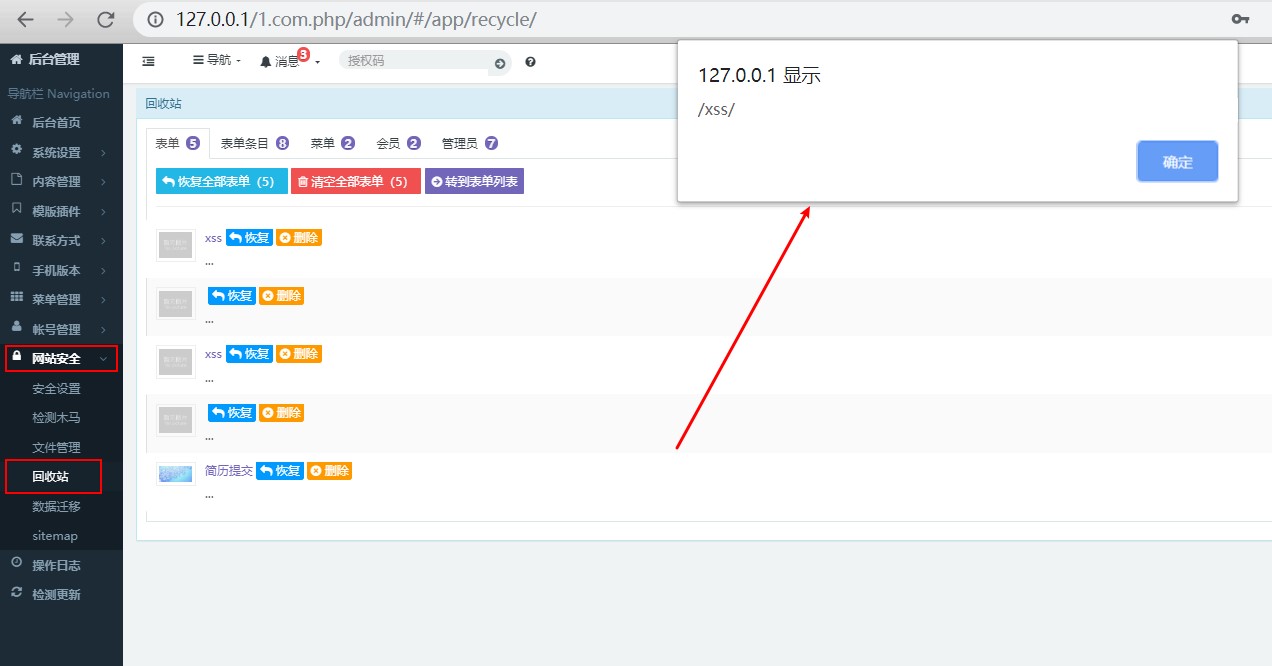 127.0.0.1/1.com.php/admin/#/app/recycle/
后台管理
导航栏 Navigation
后台首页
系统设置
内容管理
模版插件
联系方式
手机版本
菜单管理
帐号管理
网站安全
安全设置
检测木马
文件管理
回收站
数据迁移
sitemap
操作日志
检测更新
导航 消息 3 授权码
127.0.0.1 显示
/xss/
确定
回收站
表单 5 表单条目 8 菜单 2 会员 2 管理员 7
恢复全部表单（5） 清空全部表单（5） 转到表单列表
xss 恢复 删除
...
恢复 删除
...
xss 恢复 删除
...
恢复 删除
...
简历提交 恢复 删除
...